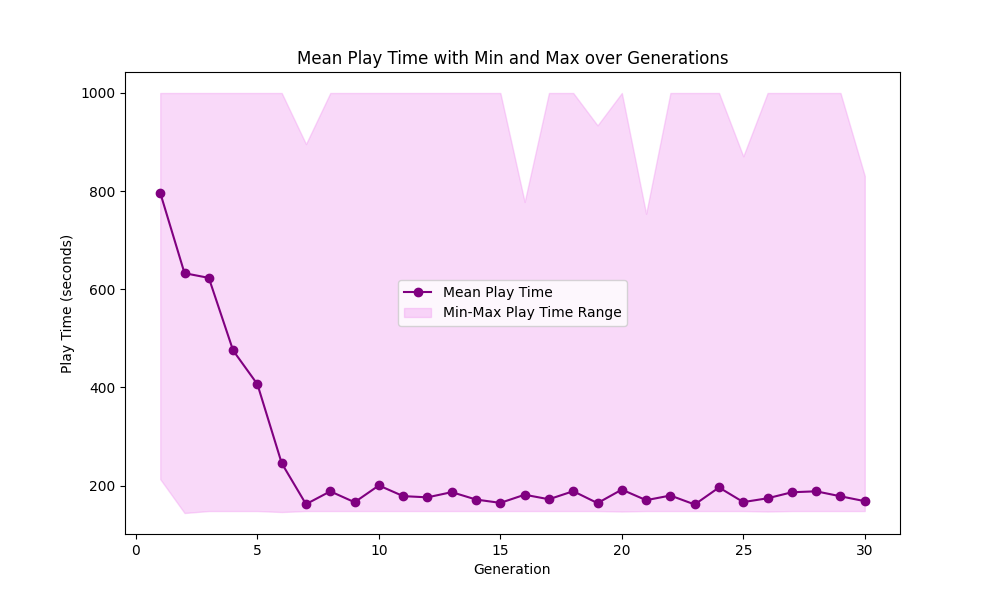 Mean Play Time with Min and Max over Generations
1000
800
600
400
200
Play Time (seconds)
Mean Play Time
Min-Max Play Time Range
0
5
10
15
20
25
30
Generation